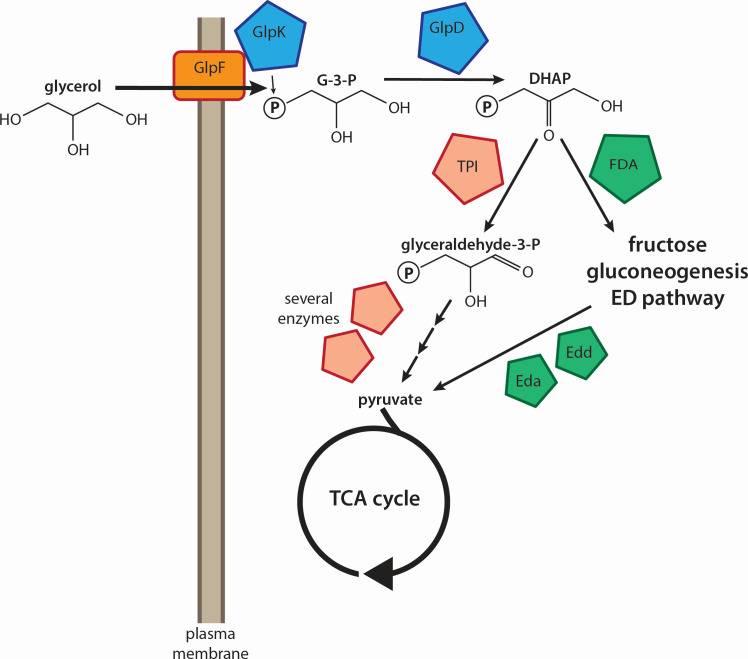 GlpK
GlpD
GlpF
glycerol
G-3-P
DHAP
P
OH
P
OH
HO
OH
OH
OH
O
TPI
FDA
glyceraldehyde-3-P
P
O
OH
fructose
gluconeogenesis
ED pathway
several
enzymes
Edd
Eda
pyruvate
TCA cycle
plasma
membrane